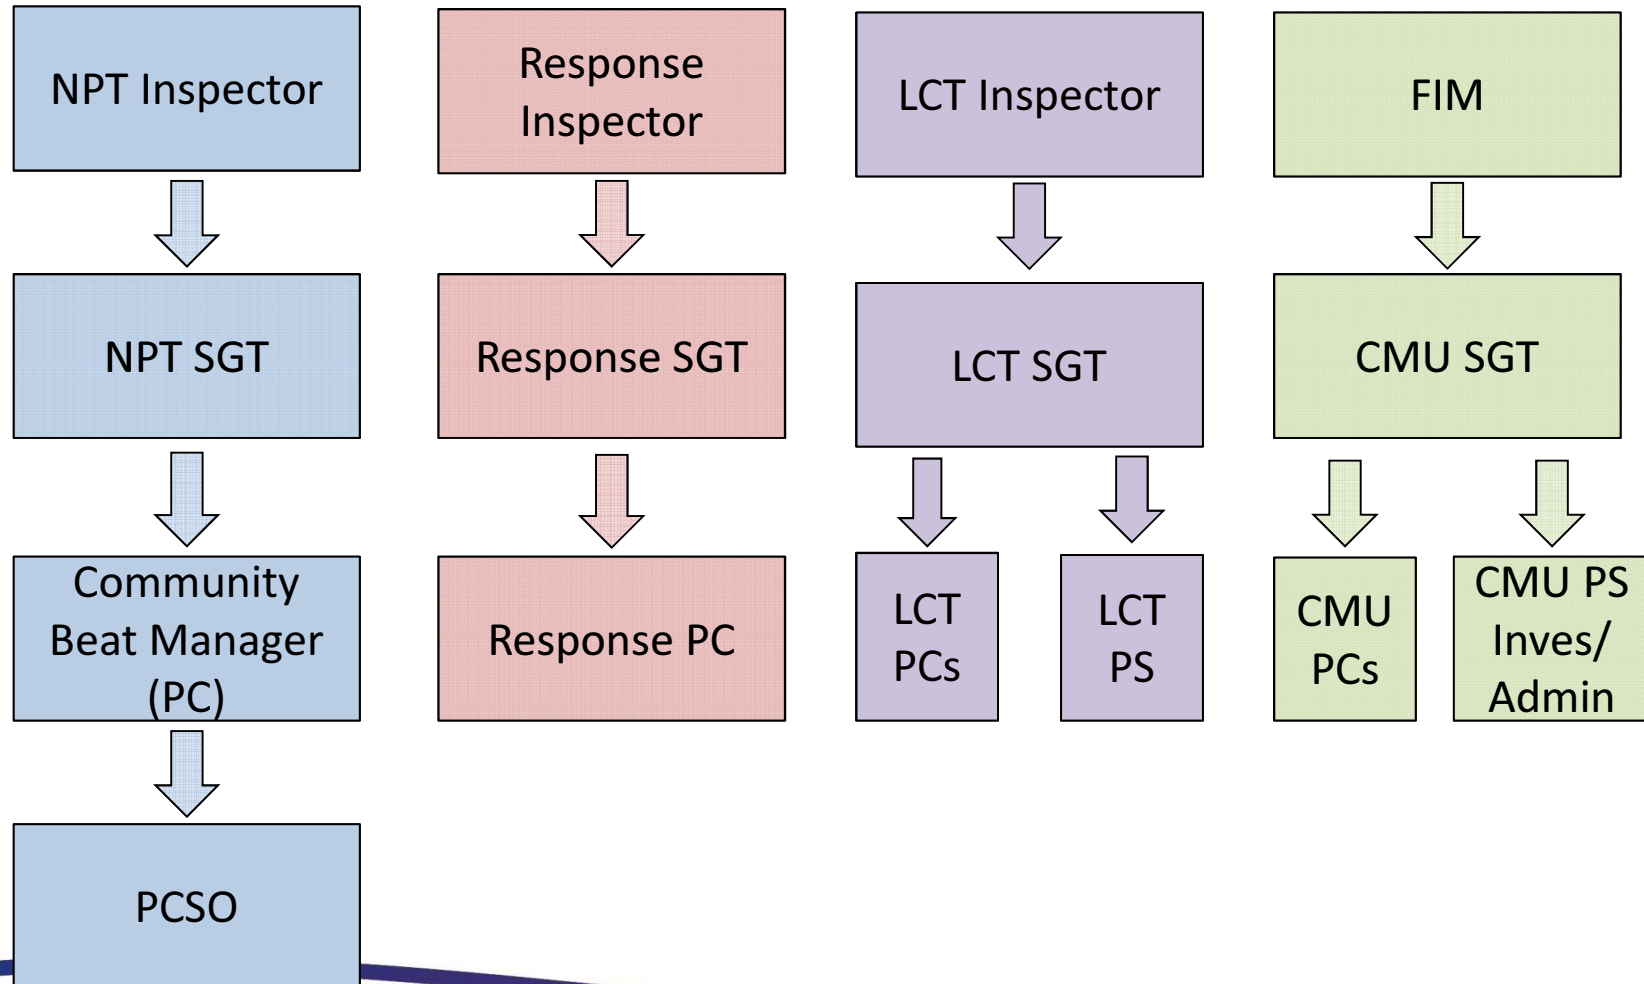 NPT Inspector
Response
Inspector
LCT Inspector
FIM
NPT SGT
Response SGT
LCT SGT
CMU SGT
Community
Beat Manager
(PC)
Response PC
LCT
PCs
LCT
PS
CMU
PCs
CMU PS
Inves/
Admin
PCSO